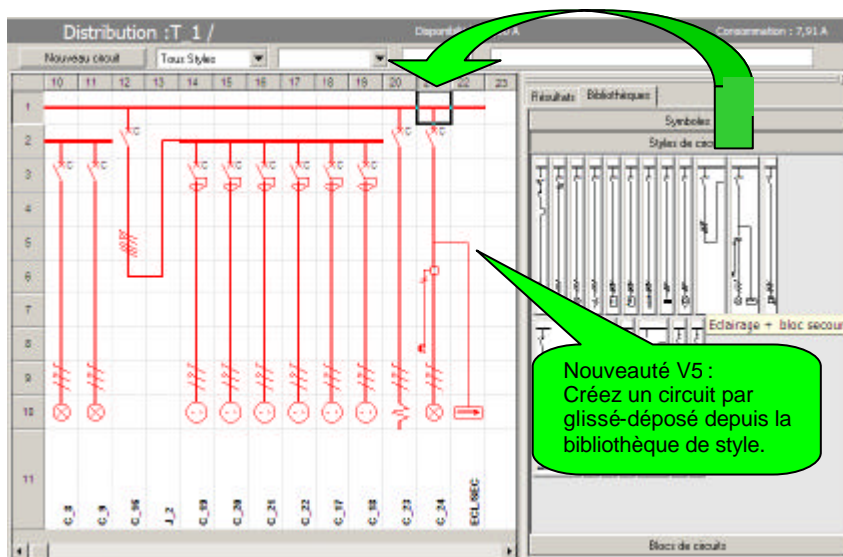 Distribution :T_1 /
Consommation : 7,91 A
Nouveau circuit
Tous Styles
10 11 12 13 14 15 16 17 18 19 20 22 23
Résultats
Bibliothèques
Symboles
Styles de
1
2
3
4
5
6
7
8
9
10
11
C C C C C C C C C C C
Eclairage + bloc secour
Nouveauté V5 :
Créez un circuit par
glissé-déposé depuis la
bibliothèque de style.
C_8 C_9 C_16 J_2 C_19 C_20 C_21 C_22 C_17 C_18 C_23 C_24 ECL/SEC
Blocs de circuits